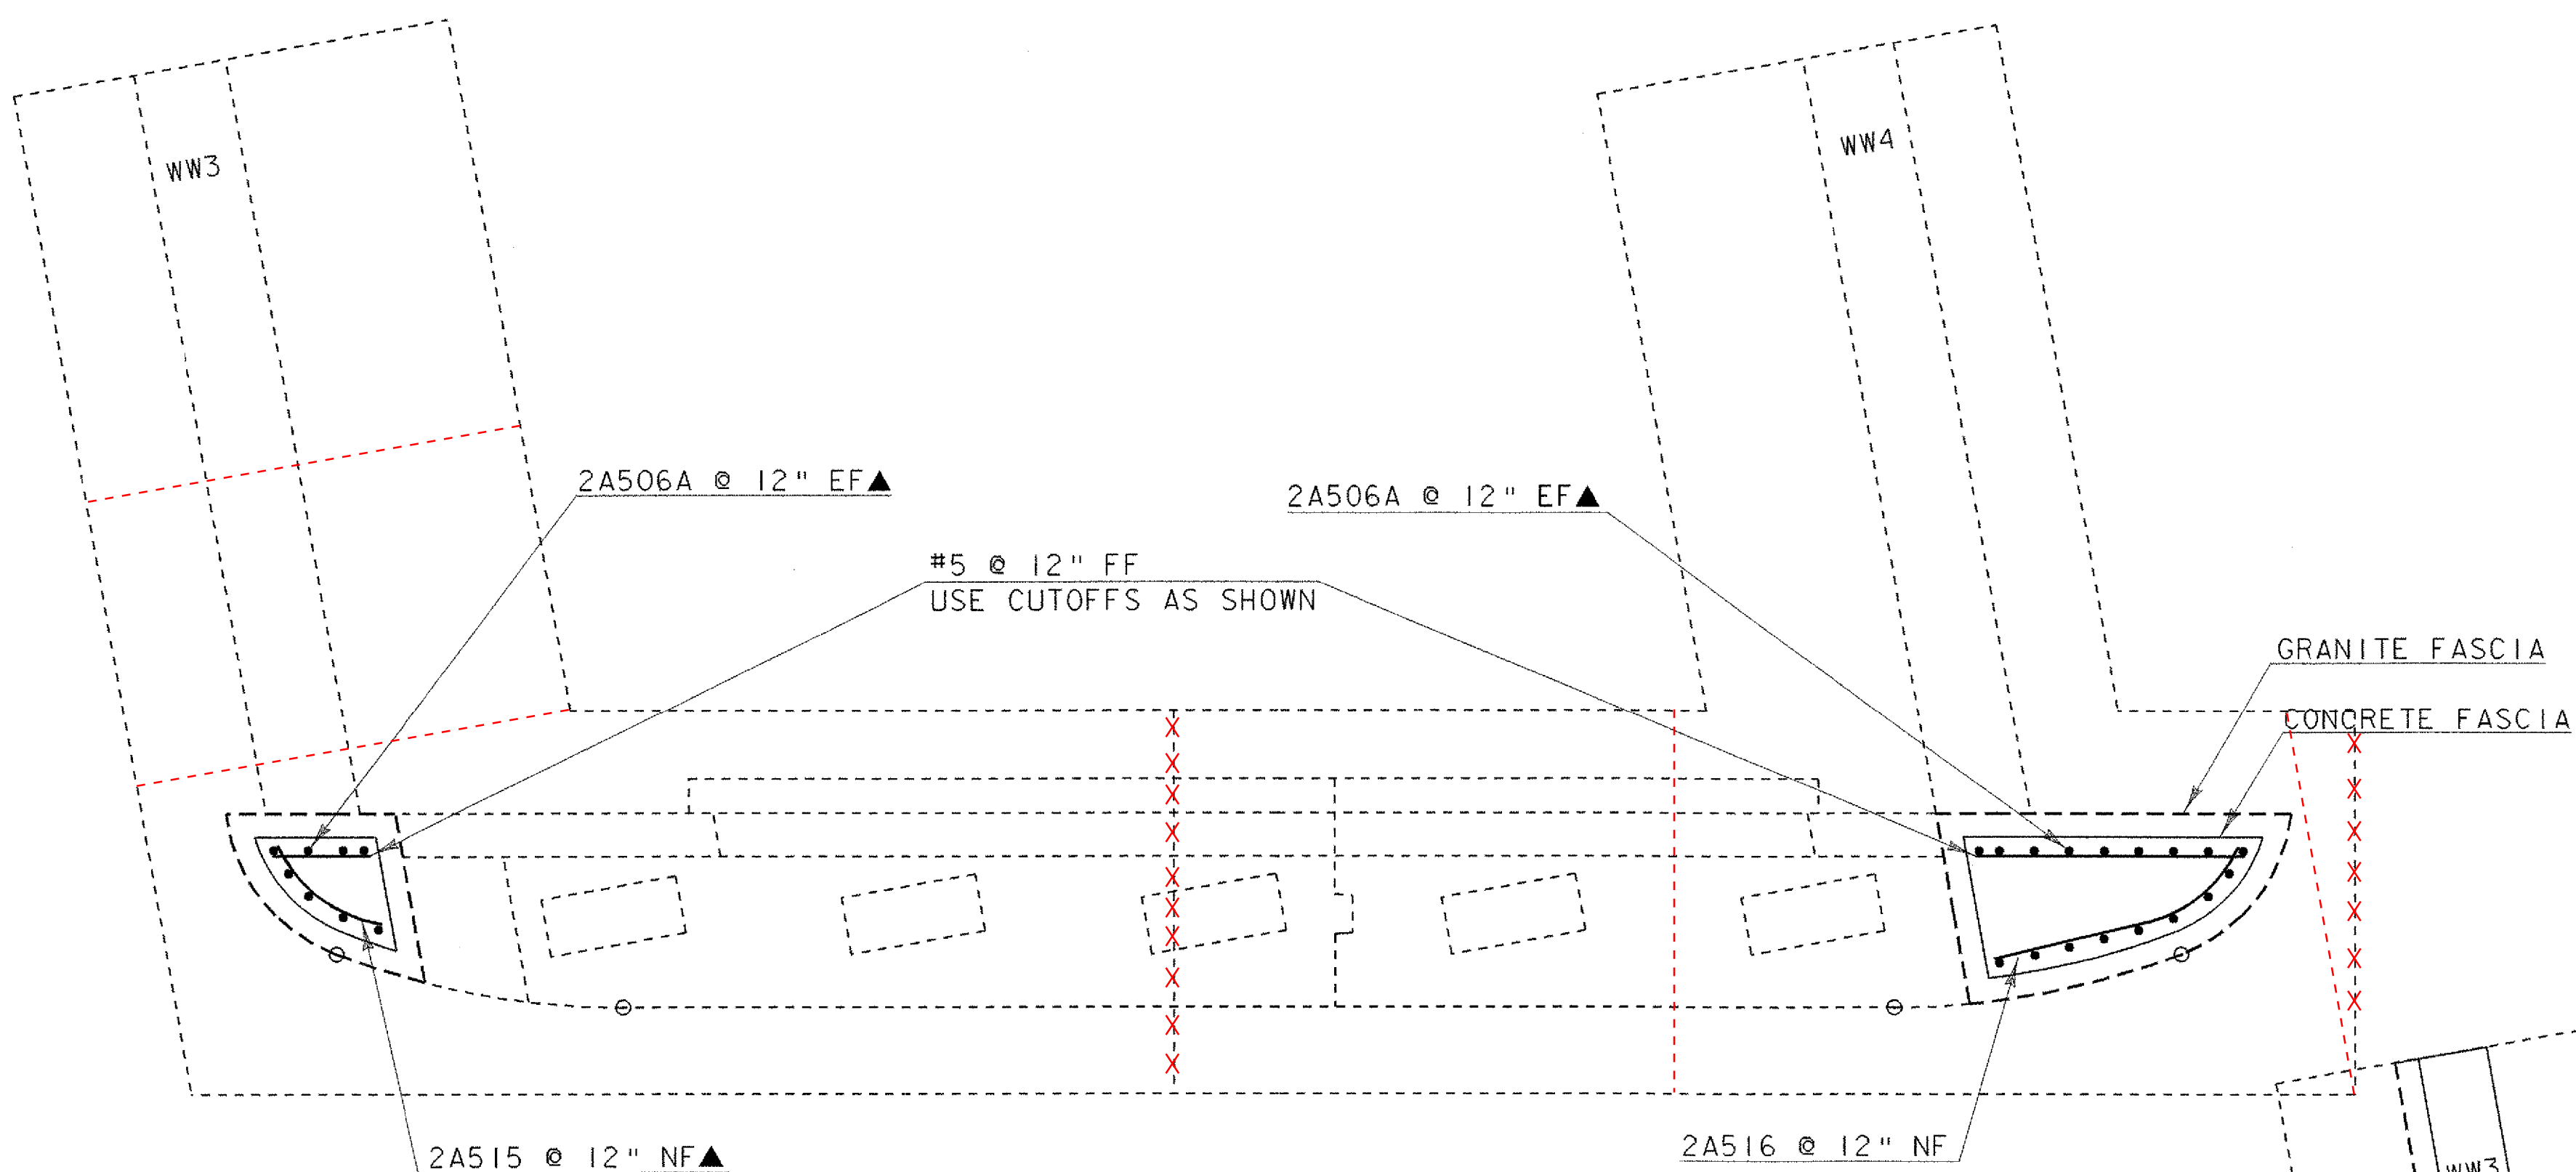 WW3
WW4
2A506A @ 12" EF▲
2A506A @ 12" EF▲
#5 @ 12" FF
USE CUTOFFS AS SHOWN
GRANITE FASCIA
CONCRETE FASCIA
2A515 @ 12" NF▲
2A516 @ 12" NF
WW3